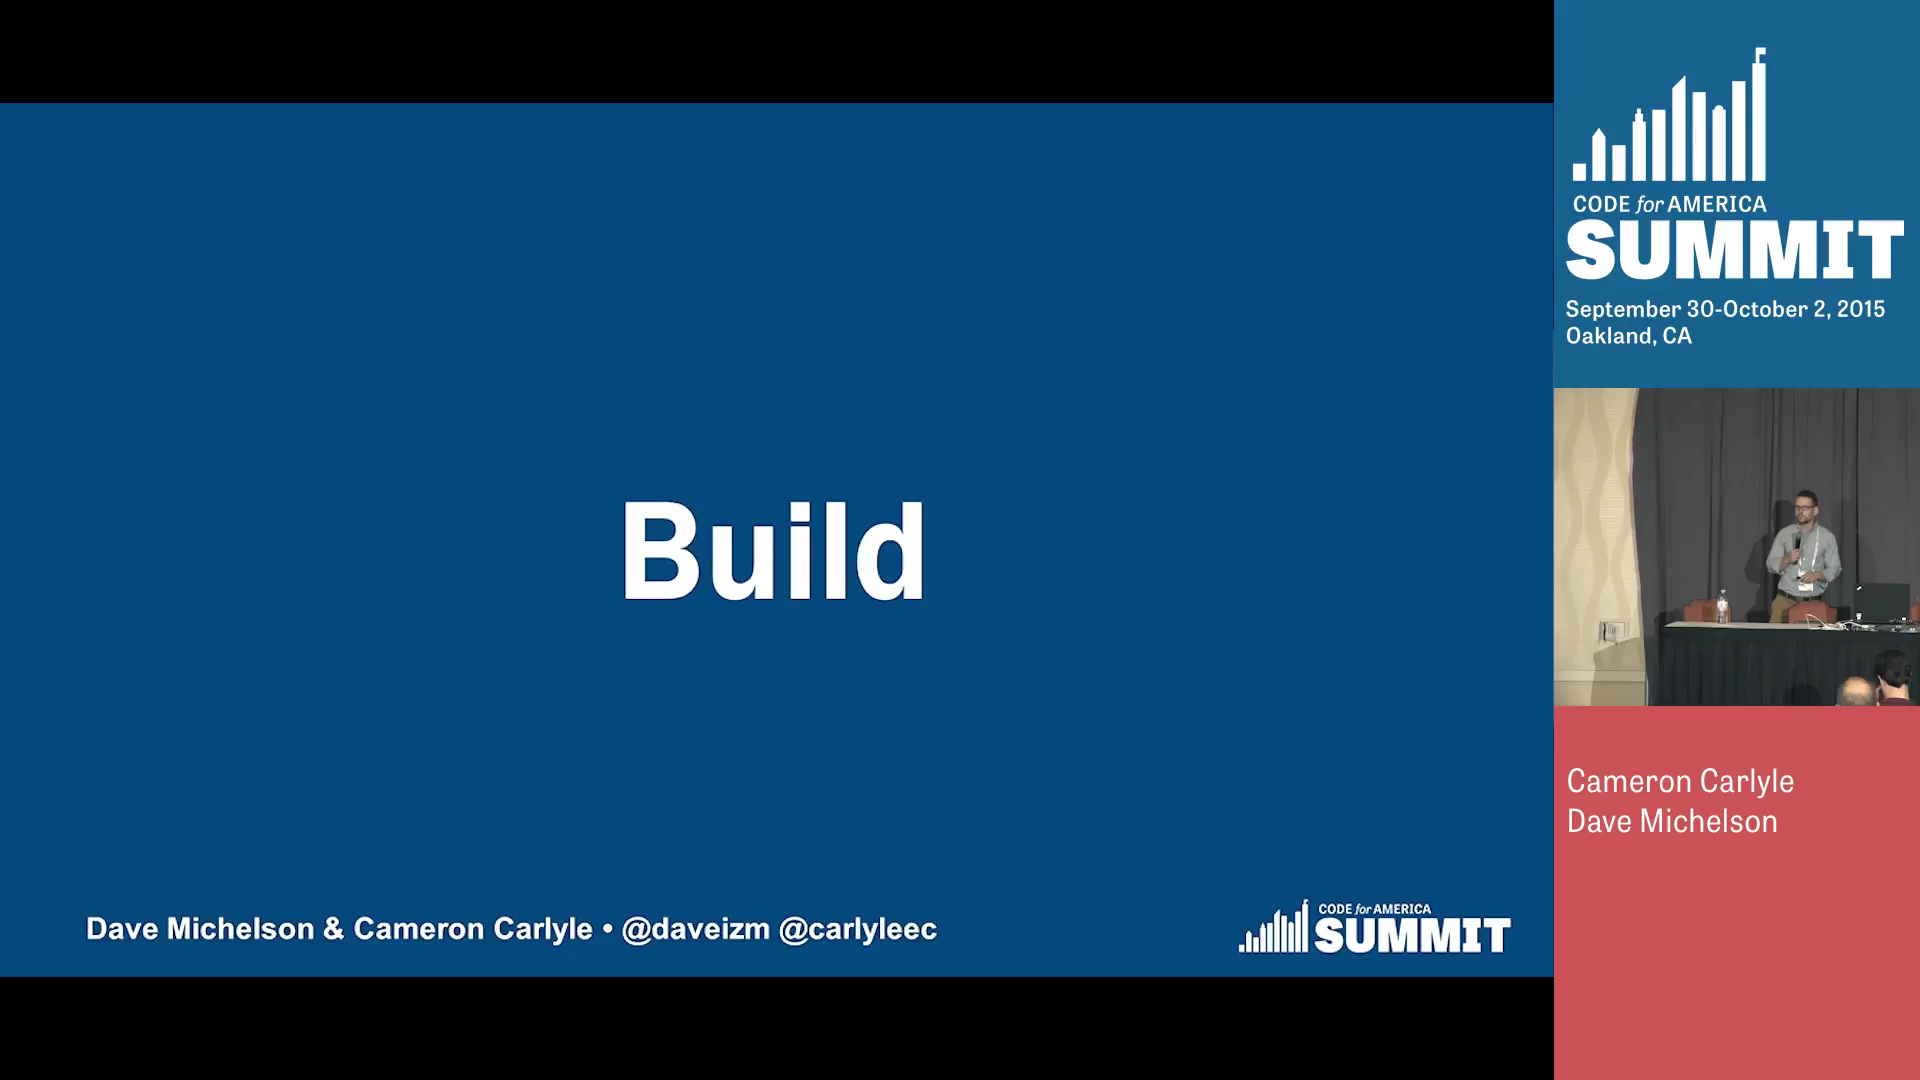 Build
Dave Michelson & Cameron Carlyle • @daveizm @carlyleec
CODE for AMERICA
SUMMIT
CODE for AMERICA
SUMMIT
September 30-October 2, 2015
Oakland, CA
Cameron Carlyle
Dave Michelson